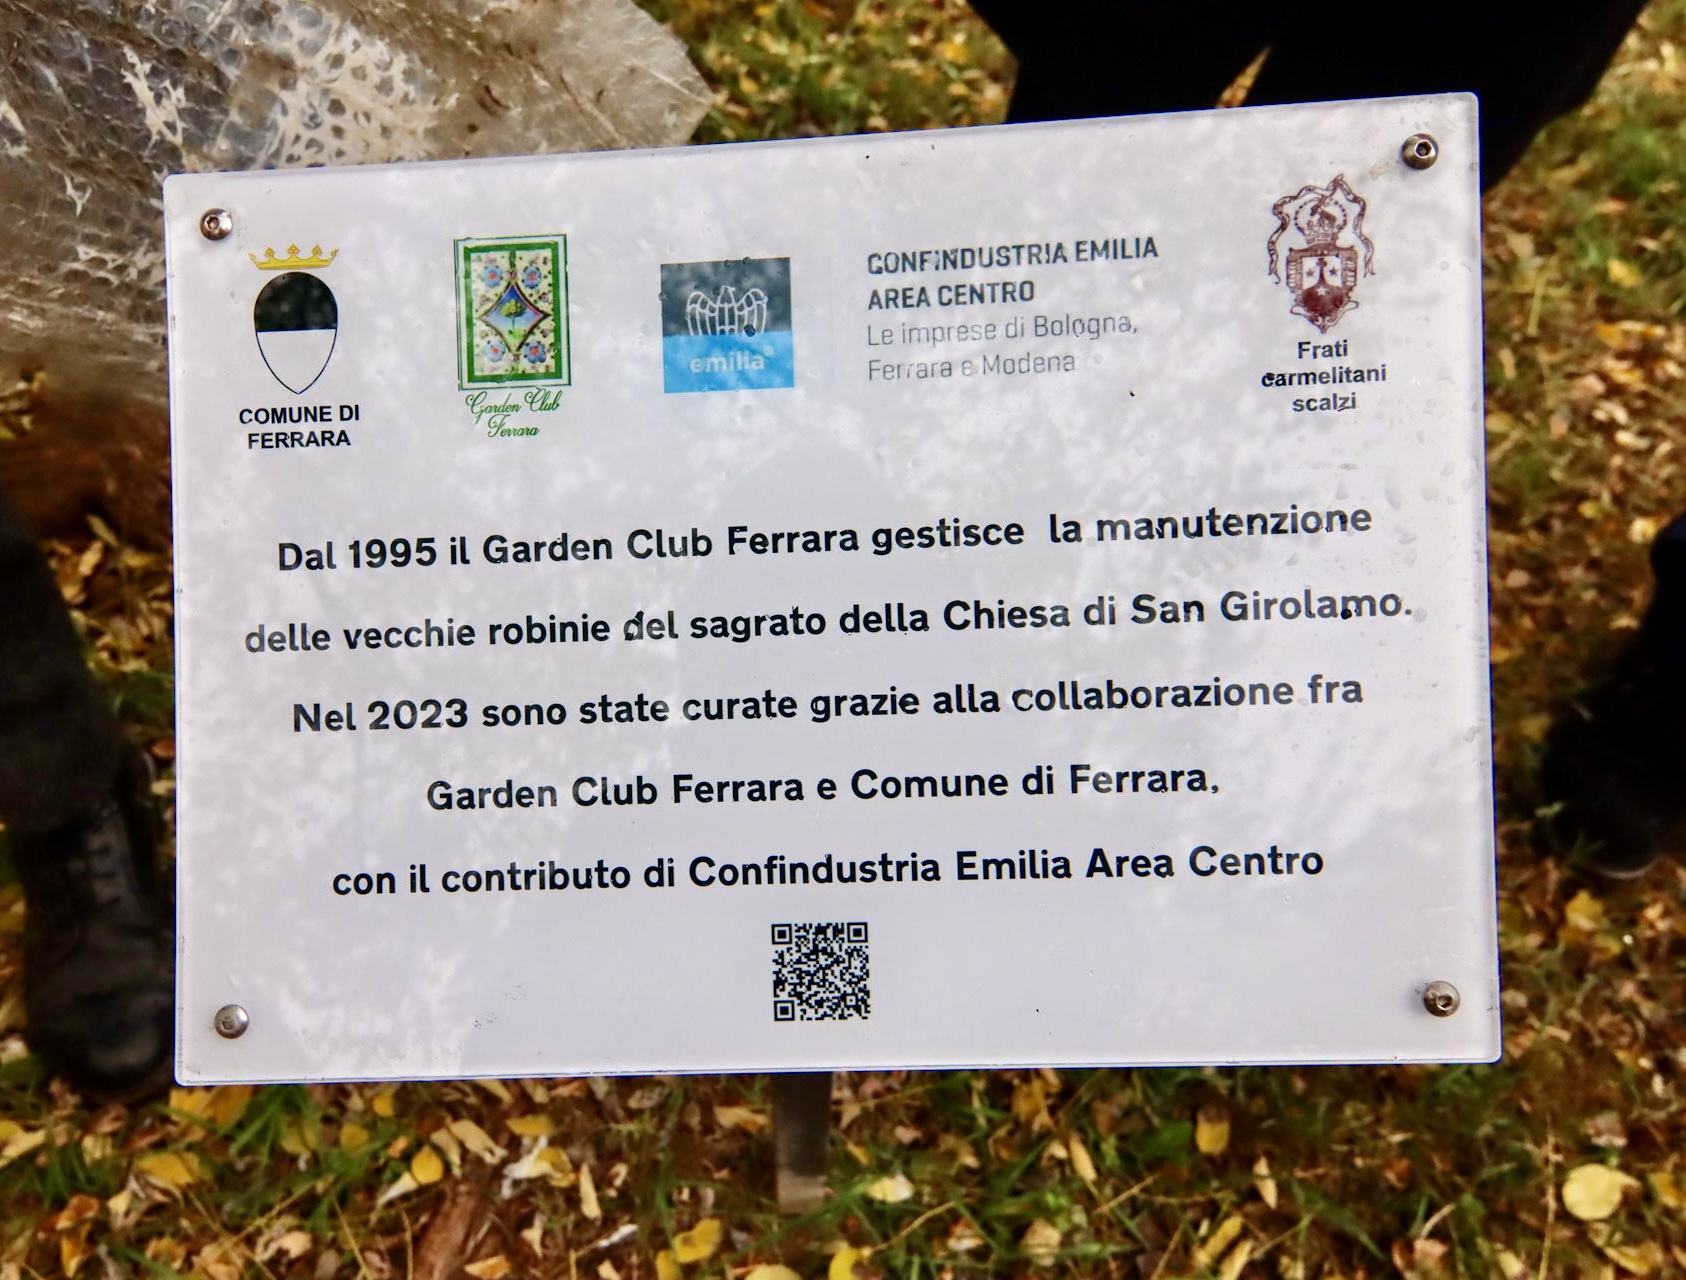 COMUNE DI
FERRARA
Garden Club
Ferrara
emilia®
CONFINDUSTRIA EMILIA
AREA CENTRO
Le imprese di Bologna,
Ferrara e Modena
Frati
carmelitani
scalzi
Dal 1995 il Garden Club Ferrara gestisce la manutenzione
delle vecchie robinie del sagrato della Chiesa di San Girolamo.
Nel 2023 sono state curate grazie alla collaborazione fra
Garden Club Ferrara e Comune di Ferrara,
con il contributo di Confindustria Emilia Area Centro